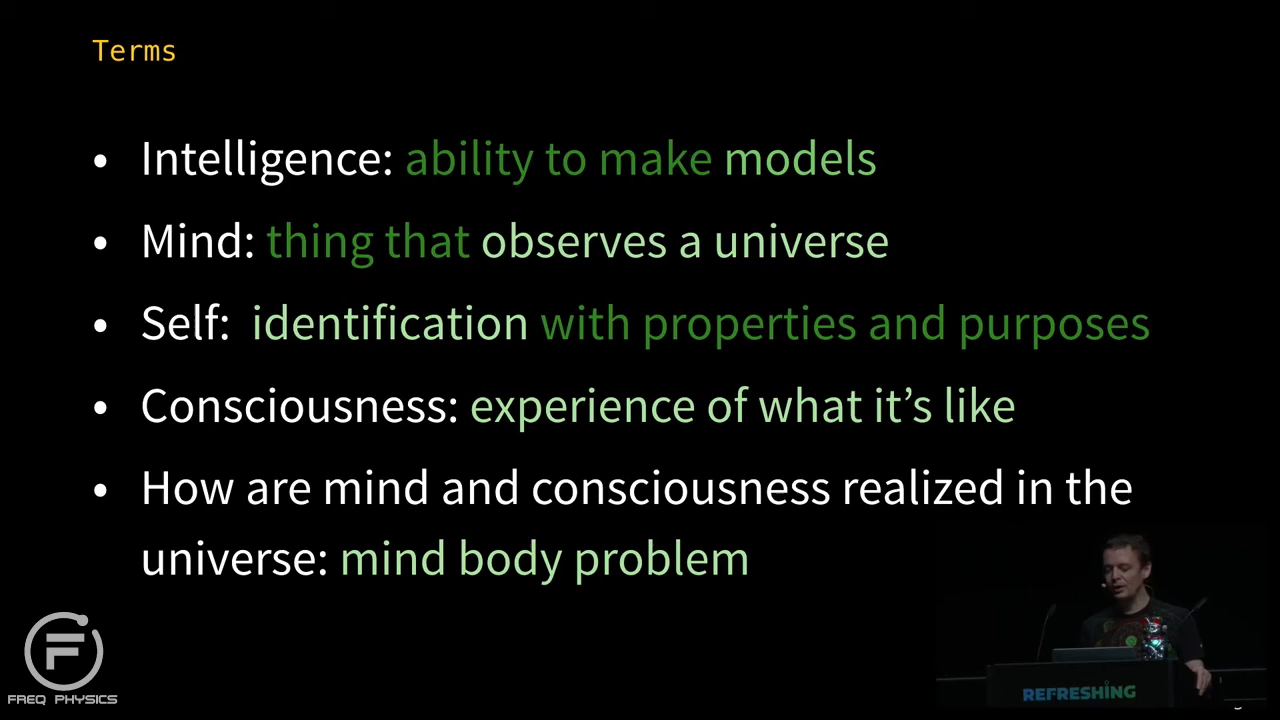 Terms
• Intelligence: ability to make models
• Mind: thing that observes a universe
• Self: identification with properties and purposes
• Consciousness: experience of what it’s like
• How are mind and consciousness realized in the
universe: mind body problem
FREQ PHYSICS
REFRESHING